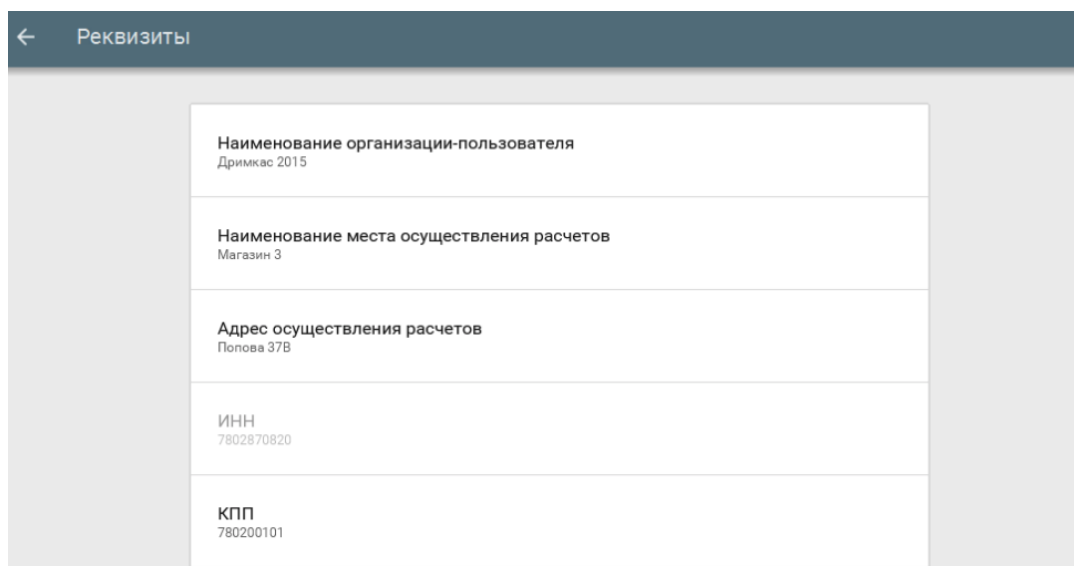 Реквизиты
Наименование организации-пользователя
Дримкас 2015
Наименование места осуществления расчетов
Магазин 3
Адрес осуществления расчетов
Попова 37В
ИНН
7802870820
КПП
780200101